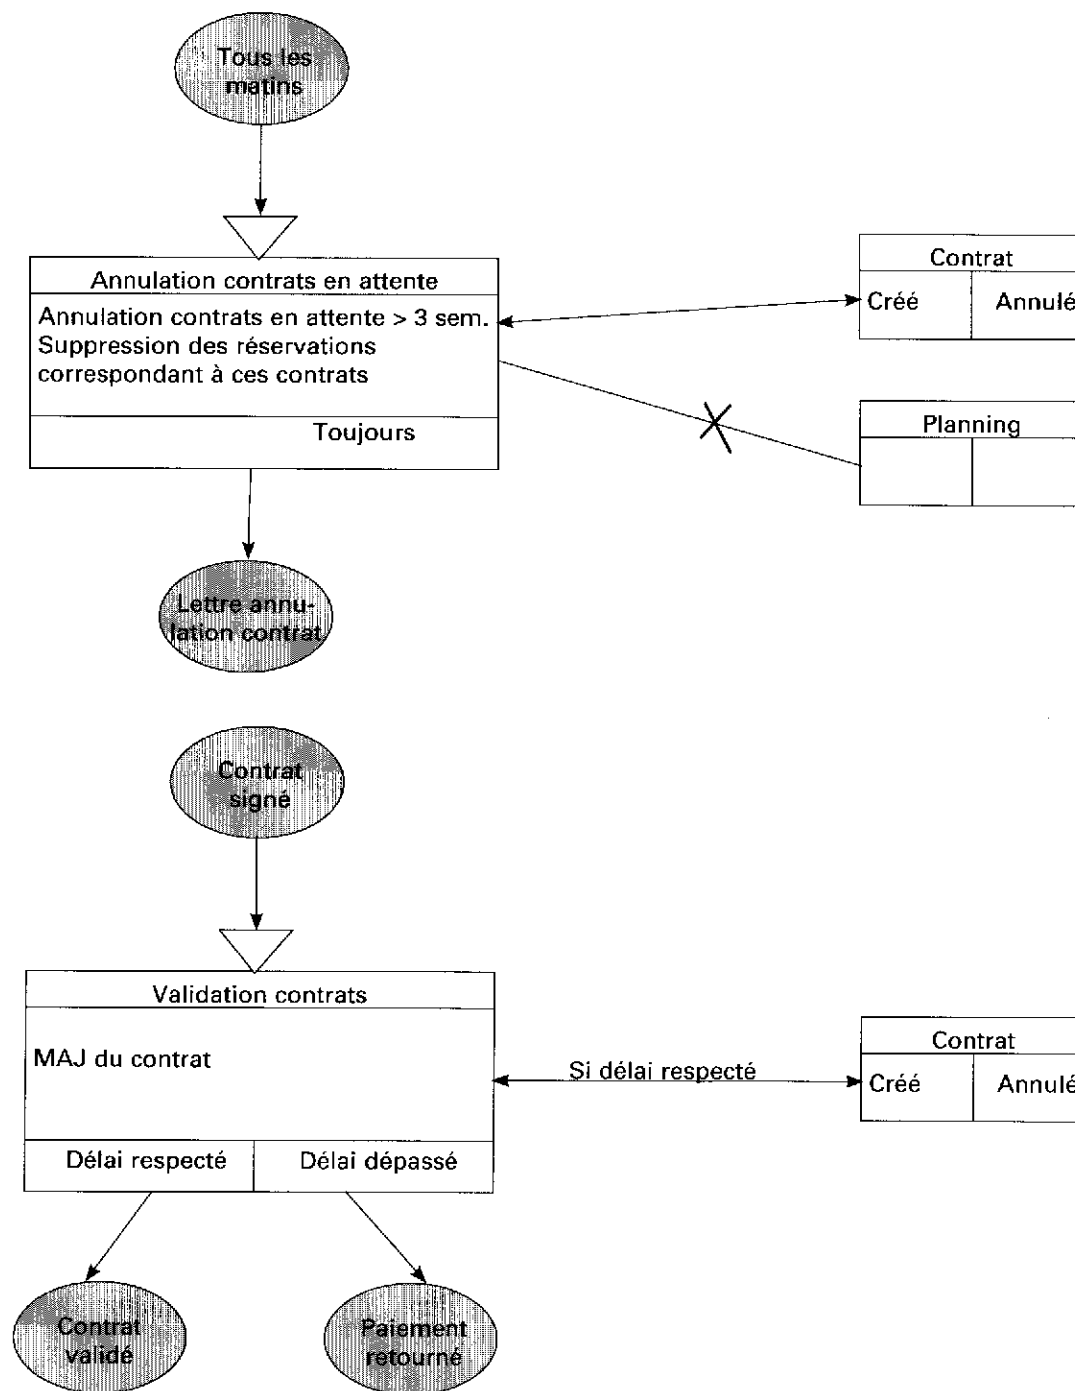 Tous les
matins
Annulation contrats en attente
Annulation contrats en attente > 3 sem.
Suppression des réservations
correspondant à ces contrats
Toujours
Contrat
Créé Annulé
Planning
Lettre annu-
lation contrat
Contrat
signé
Validation contrats
MAJ du contrat
Si délai respecté
Contrat
Créé Annulé
Délai respecté Délai dépassé
Contrat
validé
Paiement
retourné